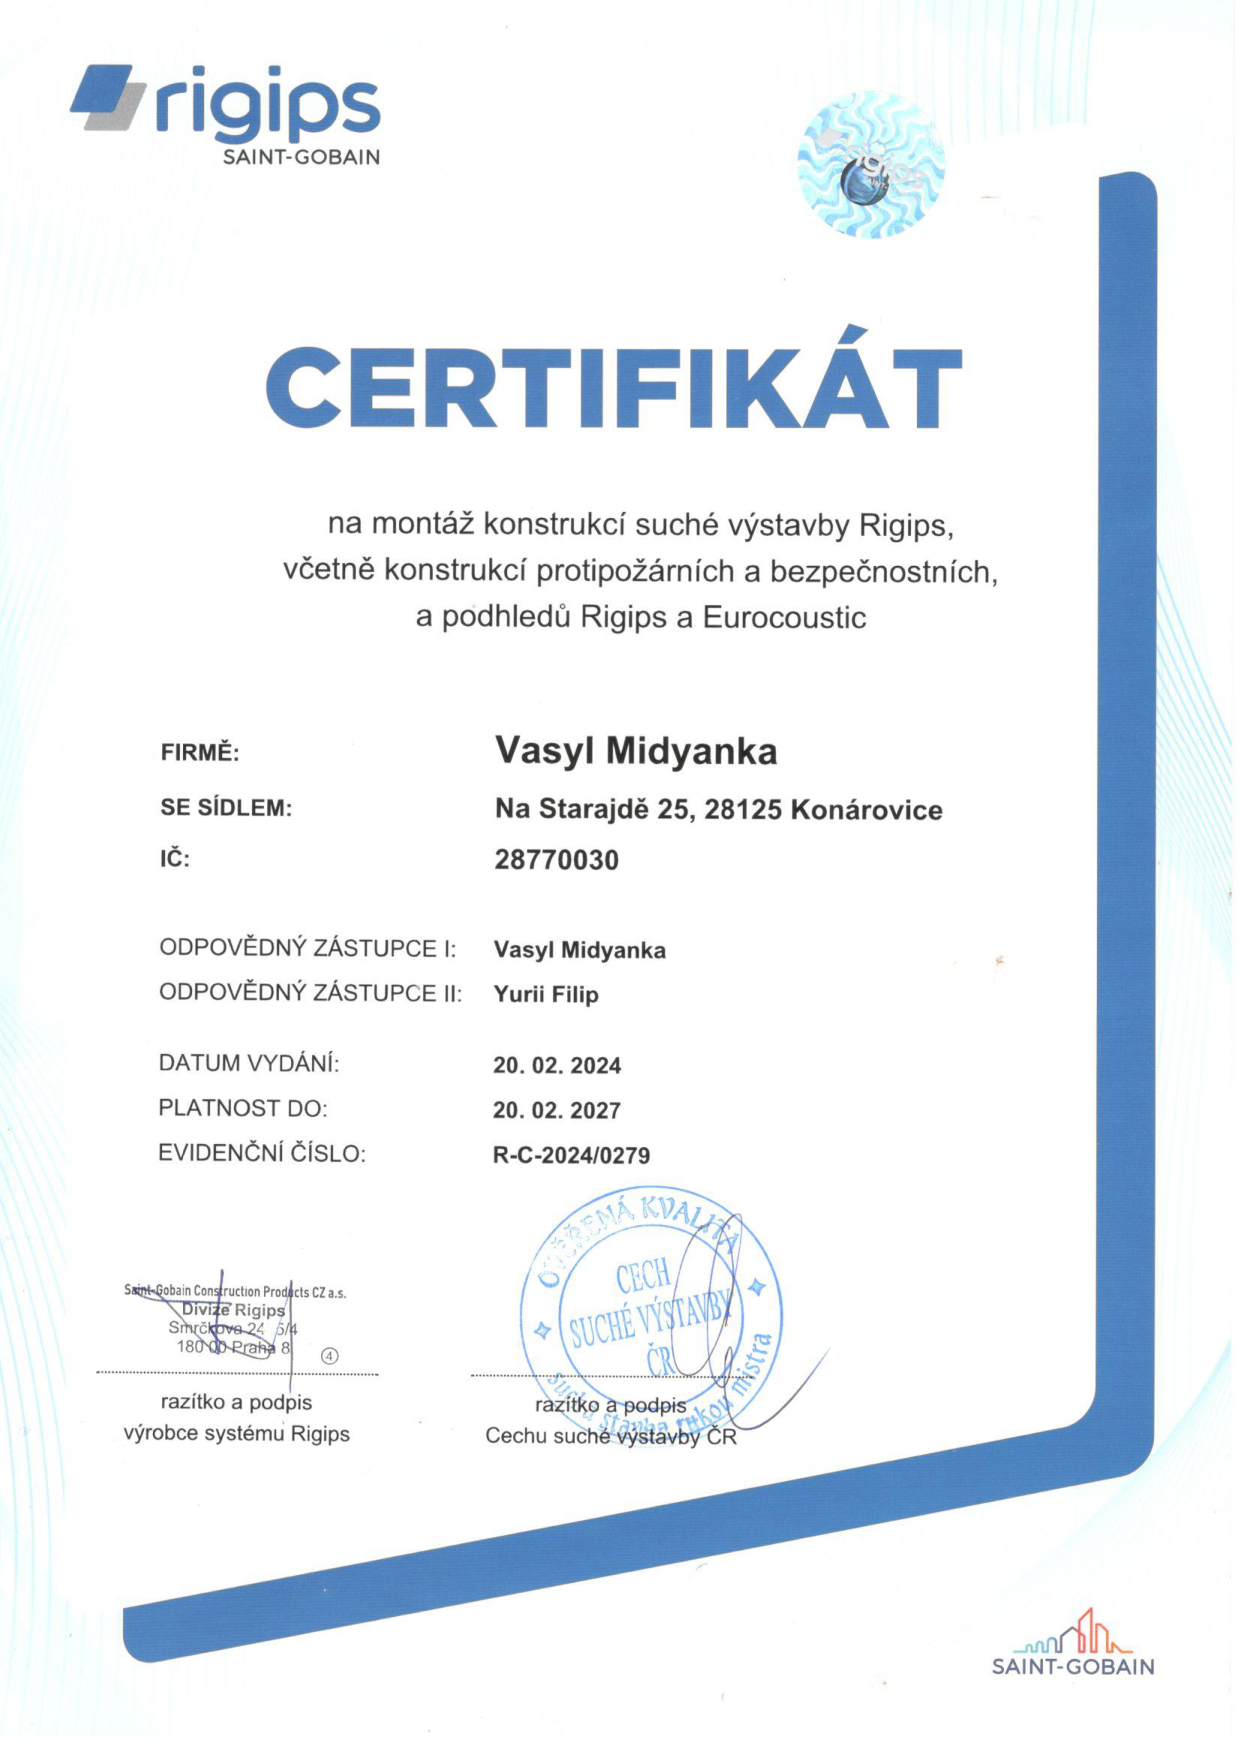 rigips
SAINT-GOBAIN
rigips
CERTIFIKÁT
na montáž konstrukcí suché výstavby Rigips,
včetně konstrukcí protipožárních a bezpečnostních,
a podhledů Rigips a Eurocoustic
FIRMĚ: Vasyl Midyanka
SE SÍDLEM: Na Starajdě 25, 28125 Konárovice
IČ: 28770030
ODPOVĚDNÝ ZÁSTUPCE I: Vasyl Midyanka
ODPOVĚDNÝ ZÁSTUPCE II: Yurii Filip
DATUM VYDÁNÍ: 20. 02. 2024
PLATNOST DO: 20. 02. 2027
EVIDENČNÍ ČÍSLO: R-C-2024/0279
Saint-Gobain Construction Products CZ a.s.
Divize Rigips
Smrčkova 2485/4
180 00 Praha 8
4
razítko a podpis
výrobce systému Rigips
OVĚŘENÁ KVALITA
CECH
SUCHÉ VÝSTAVBY
ČR
suchá stavba rukou mistra
razítko a podpis
Cechu suché výstavby ČR
SAINT-GOBAIN